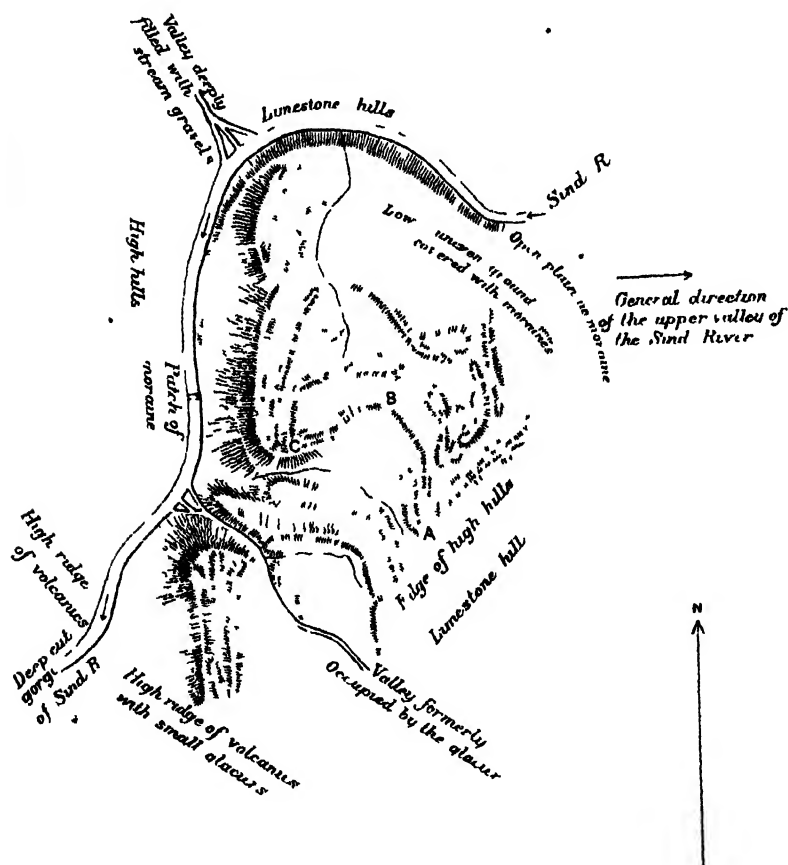 Valley deeply
filled with
stream gravels
Limestone hills
Sind R
High hills
Low uneven ground
covered with moraines
Open plain no moraine
General direction
of the upper valley of
the Sind River
Patch of
moraine
B
C
A
Edge of high hills
Limestone hill
High ridge
of volcanics
Deep cut
gorge
of Sind R
High ridge of volcanics
with small glaciers
Valley formerly
Occupied by the glacier
N